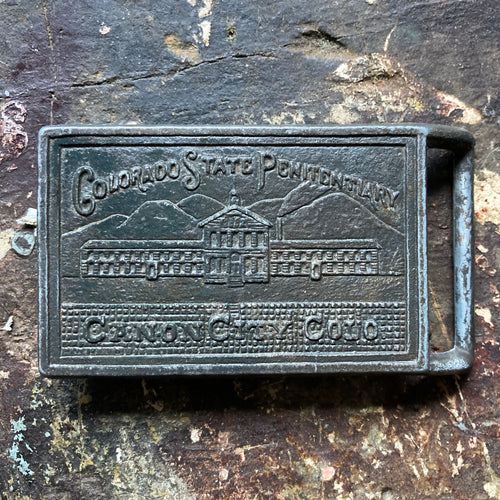 COLORADO STATE PENITENTIARY
CANON CITY COLO